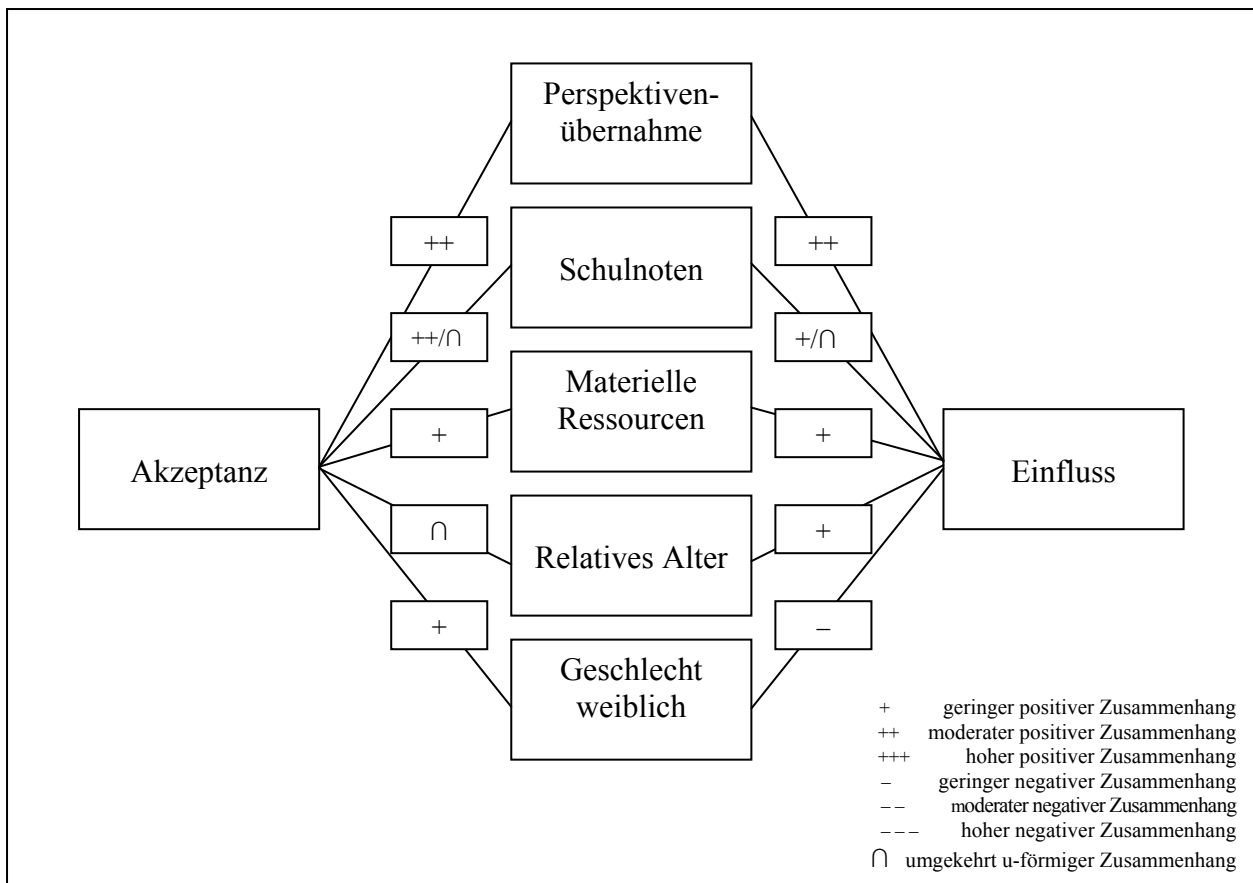 Perspektiven-
übernahme
++
++
Schulnoten
++/∩
+/∩
Materielle
Ressourcen
+
+
Akzeptanz
Einfluss
∩
+
Relatives Alter
+
–
Geschlecht
weiblich
+ geringer positiver Zusammenhang
++ moderater positiver Zusammenhang
+++ hoher positiver Zusammenhang
– geringer negativer Zusammenhang
– – moderater negativer Zusammenhang
– – – hoher negativer Zusammenhang
∩ umgekehrt u-förmiger Zusammenhang